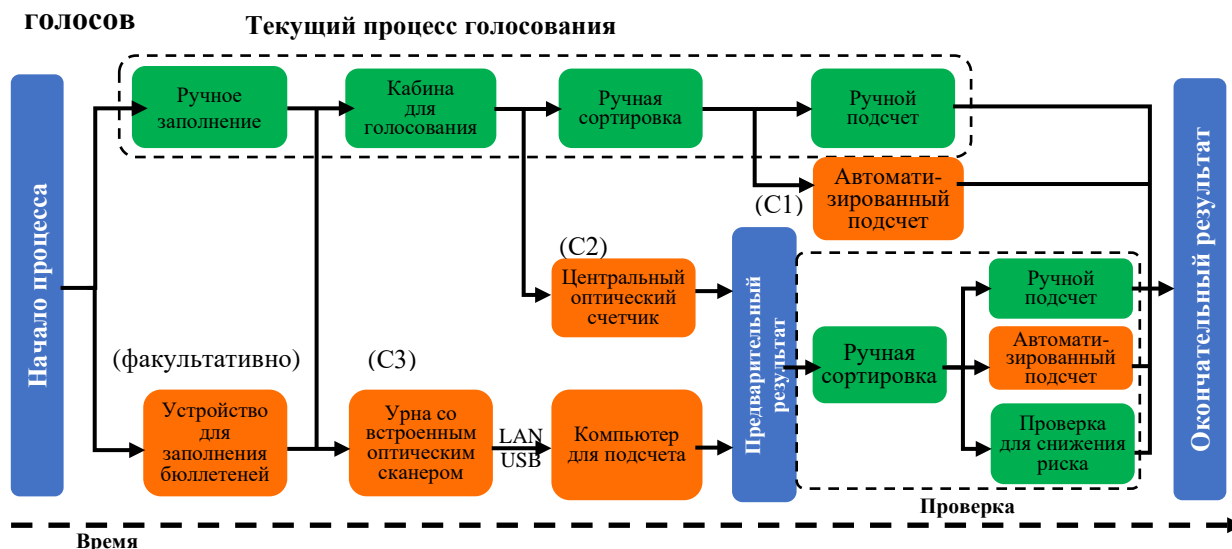 голосов
Текущий процесс голосования
Начало процесса
Ручное
заполнение
Кабина
для
голосования
Ручная
сортировка
Ручной
подсчет
(C1)
Автомати-
зированный
подсчет
(C2)
Центральный
оптический
счетчик
Предварительный
результат
Ручная
сортировка
Ручной
подсчет
Автомати-
зированный
подсчет
Проверка
для снижения
риска
Окончательный результат
(факультативно)
Устройство
для
заполнения
бюллетеней
(C3)
Урна со
встроенным
оптическим
сканером
LAN
USB
Компьютер
для подсчета
Проверка
Время